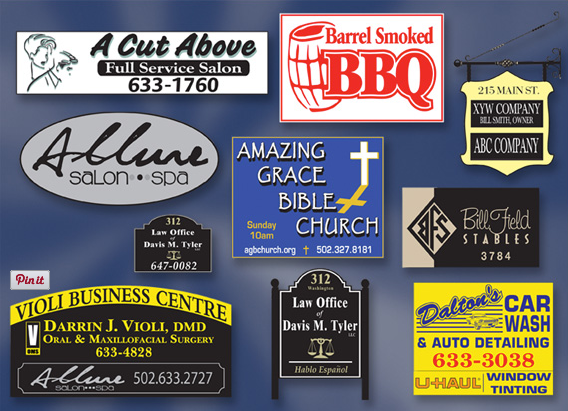 A Cut Above
Full Service Salon
633-1760
Barrel Smoked
BBQ
215 MAIN ST.
XYW COMPANY
BILL SMITH, OWNER
ABC COMPANY
Allure
salon spa
AMAZING
GRACE
BIBLE
CHURCH
Sunday
10am
agbchurch.org 502.327.8181
312
Law Office
of
Davis M. Tyler
LLC
647-0082
BFS
Bill Field
STABLES
3784
Pin it
VIOLI BUSINESS CENTRE
DARRIN J. VIOLI, DMD
ORAL & MAXILLOFACIAL SURGERY
633-4828
Allure
salon spa
502.633.2727
312
Washington
Law Office
of
Davis M. Tyler
LLC
Hablo Español
Dalton's CAR
WASH
& AUTO DETAILING
633-3038
U-HAUL WINDOW
TINTING